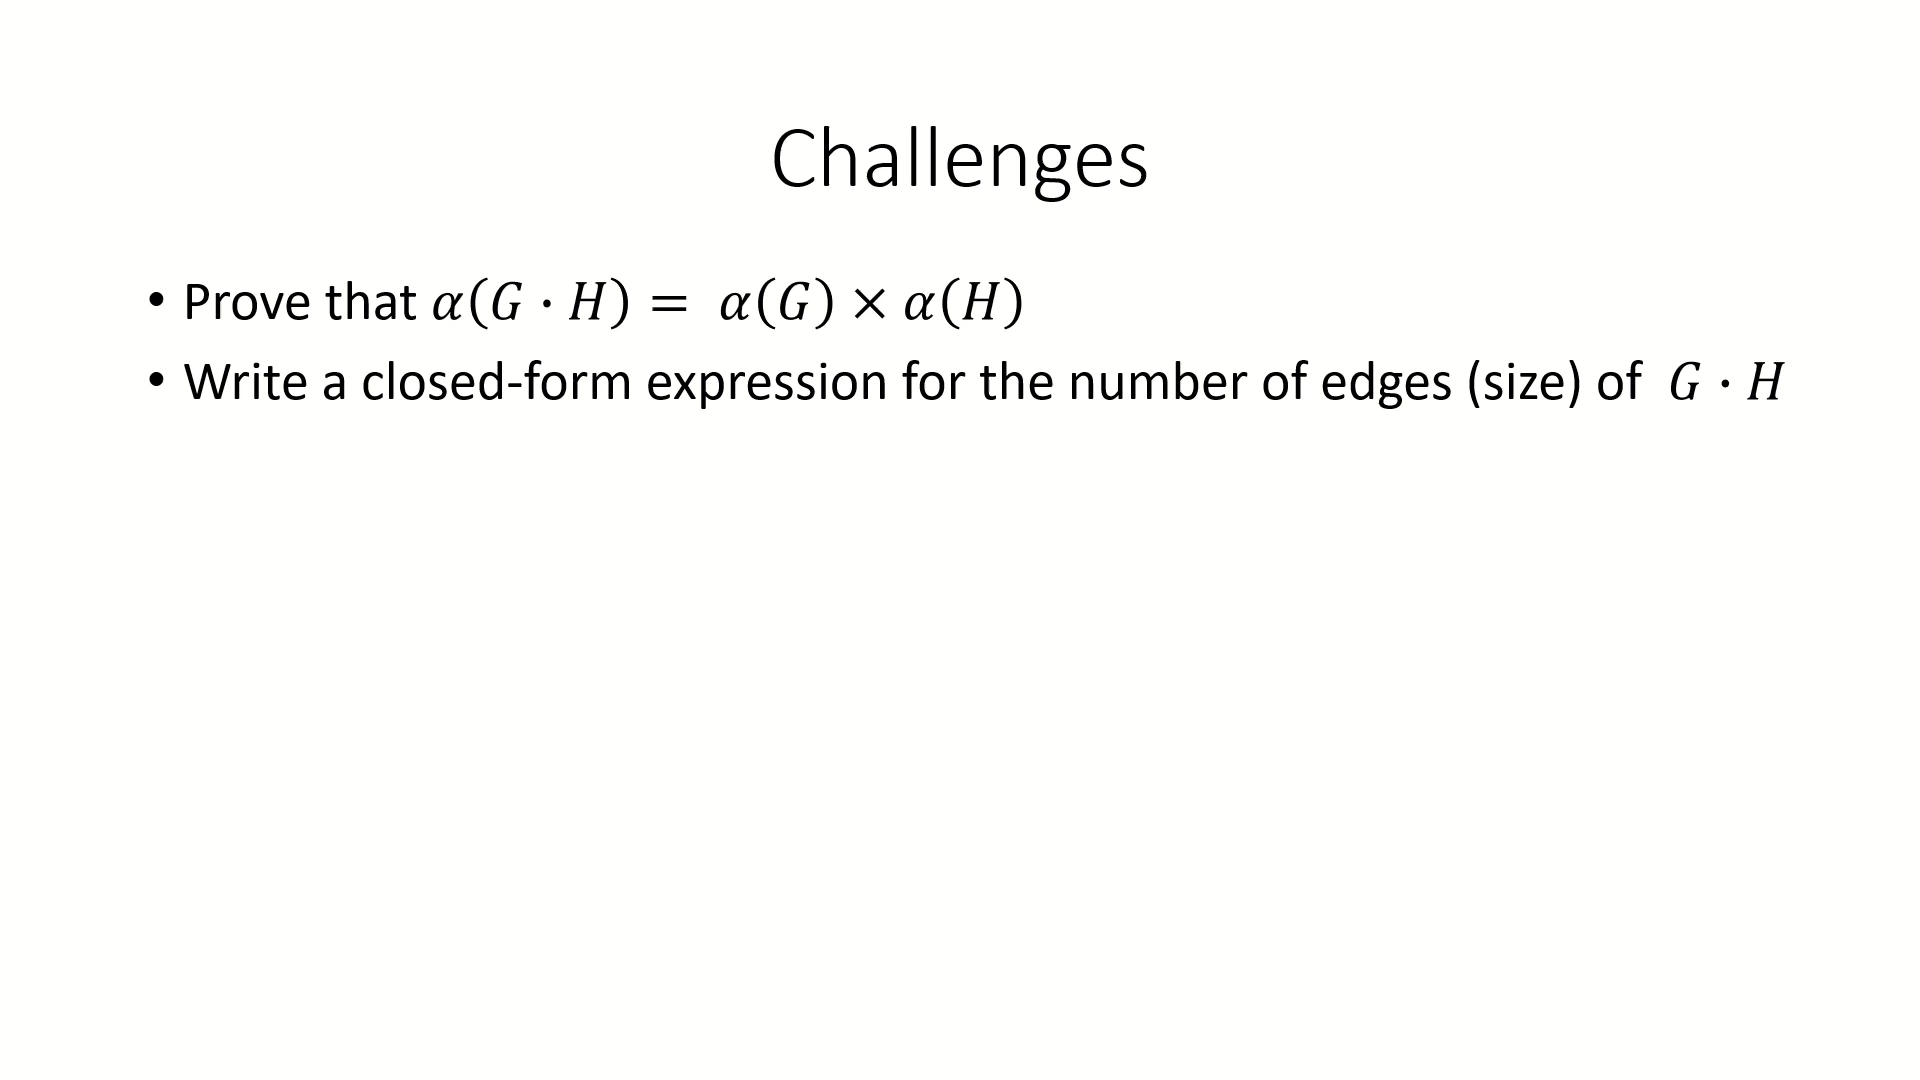 Challenges
• Prove that 𝛼(𝐺 · 𝐻) = 𝛼(𝐺) × 𝛼(𝐻)
• Write a closed-form expression for the number of edges (size) of 𝐺 · 𝐻